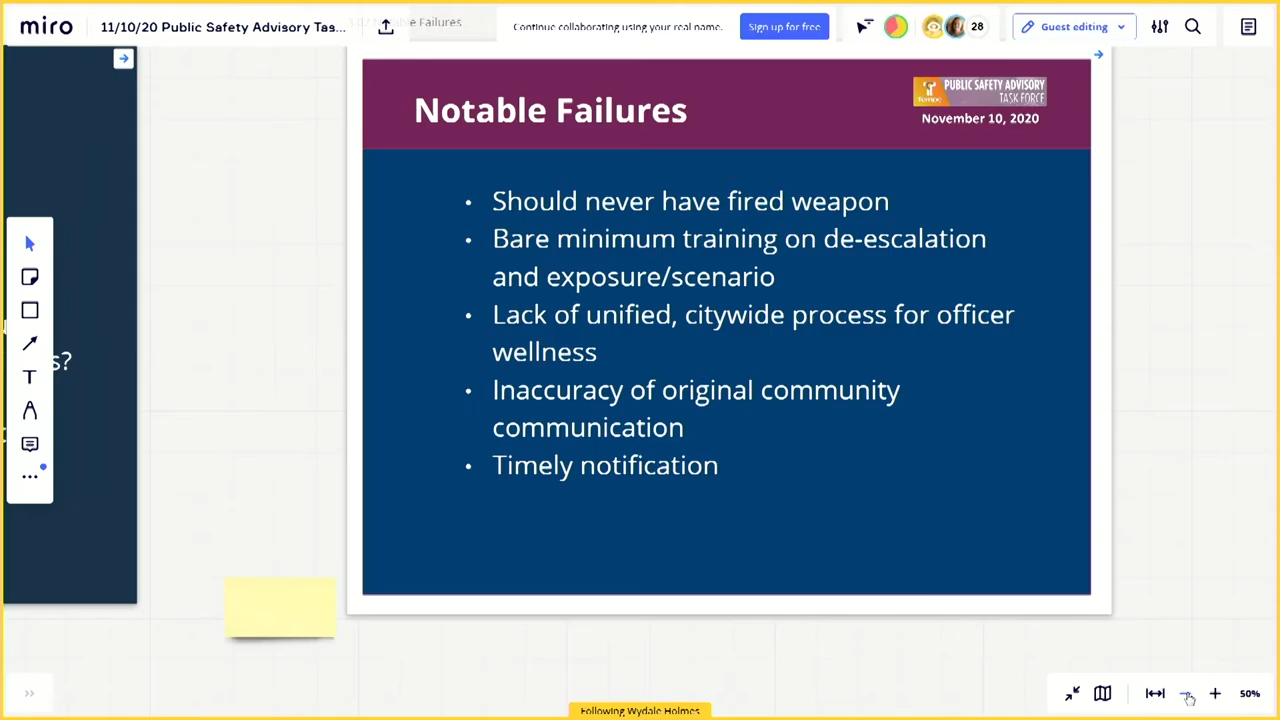 miro
11/10/20 Public Safety Advisory Tas...
Notable Failures
Continue collaborating using your real name.
Sign up for free
28
Guest editing
Notable Failures
Tempe
PUBLIC SAFETY ADVISORY
TASK FORCE
November 10, 2020
• Should never have fired weapon
• Bare minimum training on de-escalation
and exposure/scenario
• Lack of unified, citywide process for officer
wellness
• Inaccuracy of original community
communication
• Timely notification
s?
Following Wydale Holmes
50%